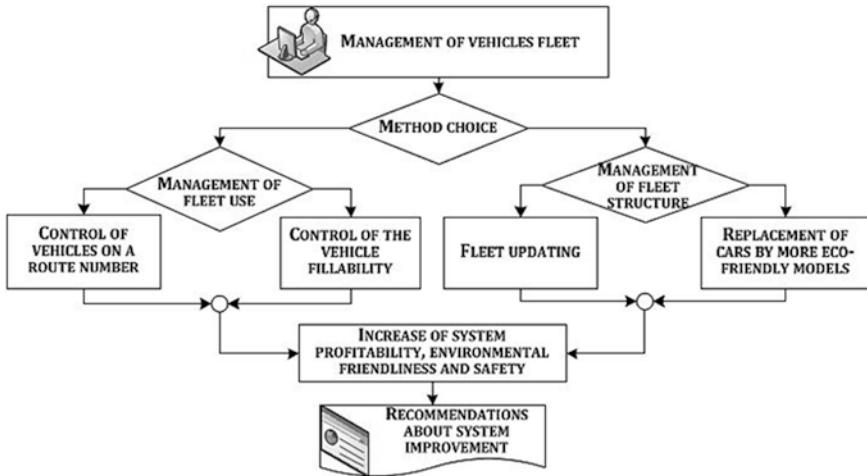 MANAGEMENT OF VEHICLES FLEET
METHOD CHOICE
MANAGEMENT OF
FLEET USE
MANAGEMENT
OF FLEET
STRUCTURE
CONTROL OF
VEHICLES ON A
ROUTE NUMBER
CONTROL OF THE
VEHICLE
FILLABILITY
FLEET UPDATING
REPLACEMENT OF
CARS BY MORE ECO-
FRIENDLY MODELS
INCREASE OF SYSTEM
PROFITABILITY, ENVIRONMENTAL
FRIENDLINESS AND SAFETY
RECOMMENDATIONS
ABOUT SYSTEM
IMPROVEMENT